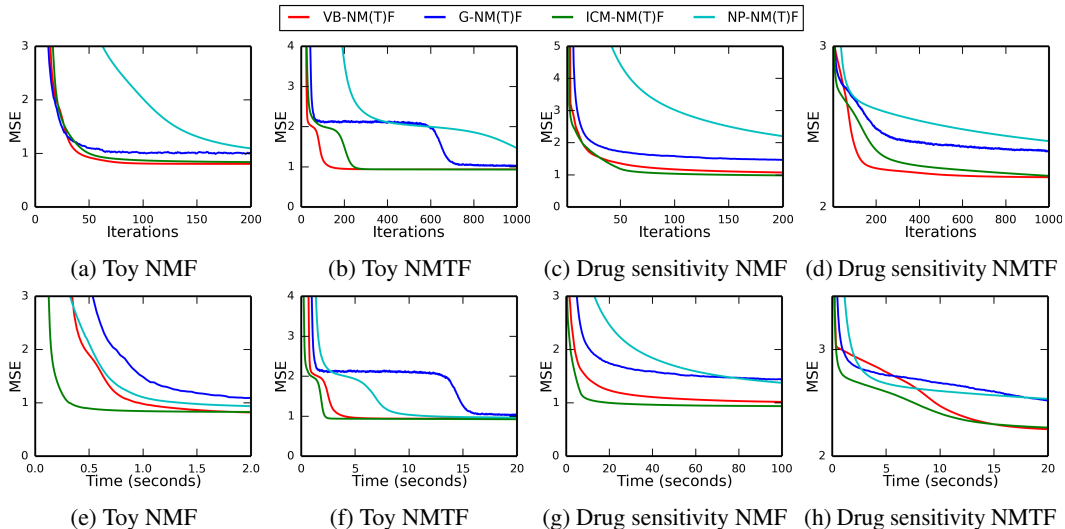 VB-NM(T)F G-NM(T)F ICM-NM(T)F NP-NM(T)F
3 2 1 0 MSE
0 50 100 150 200
Iterations
(a) Toy NMF
4 3 2 1 0 MSE
0 200 400 600 800 1000
Iterations
(b) Toy NMTF
5 4 3 2 1 0 MSE
50 100 150 200
Iterations
(c) Drug sensitivity NMF
3 2 MSE
200 400 600 800 1000
Iterations
(d) Drug sensitivity NMTF
3 2 1 0 MSE
0.0 0.5 1.0 1.5 2.0
Time (seconds)
(e) Toy NMF
4 3 2 1 0 MSE
0 5 10 15 20
Time (seconds)
(f) Toy NMTF
3 2 1 0 MSE
0 20 40 60 80 100
Time (seconds)
(g) Drug sensitivity NMF
3 2 MSE
0 5 10 15 20
Time (seconds)
(h) Drug sensitivity NMTF